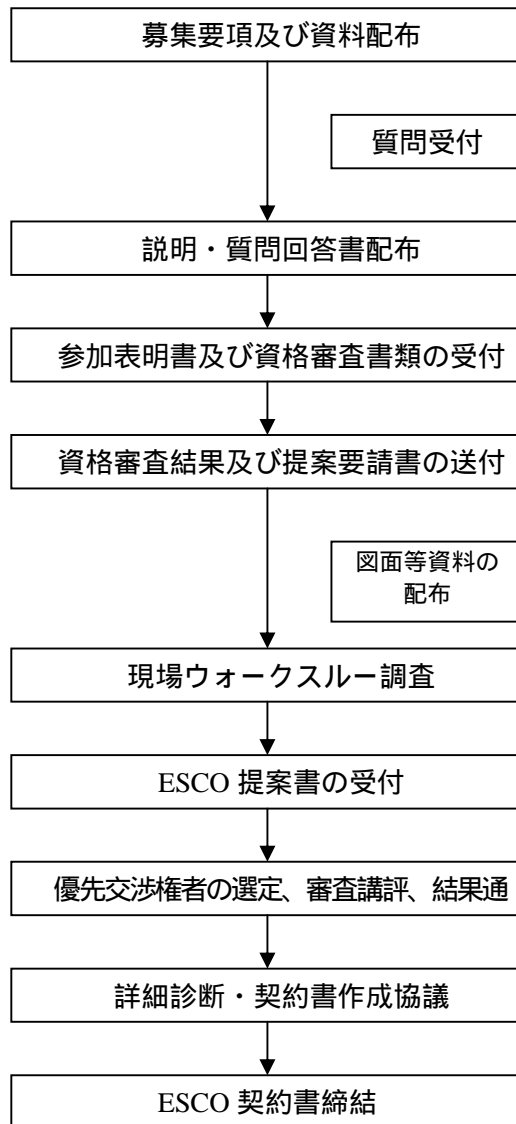 募集要項及び資料配布
質問受付
説明・質問回答書配布
参加表明書及び資格審査書類の受付
資格審査結果及び提案要請書の送付
図面等資料の
配布
現場ウォークスルー調査
ESCO 提案書の受付
優先交渉権者の選定、審査講評、結果通
詳細診断・契約書作成協議
ESCO 契約書締結